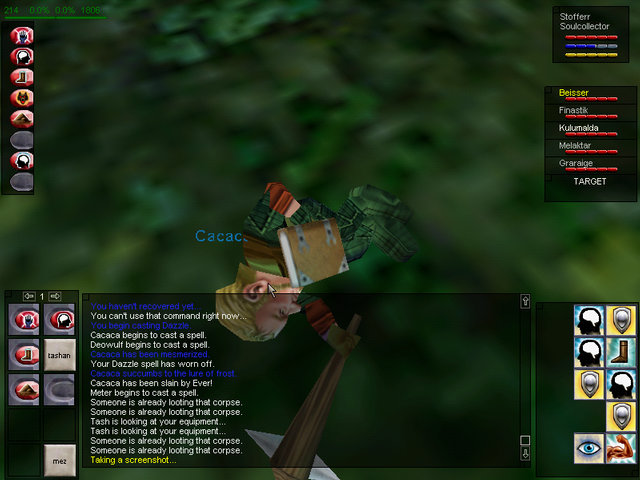 214 0.0% 0.0% 1806
Stofferr
Soulcollector
Beisser
Finastik
Kulumalda
Melaktar
Graraige
TARGET
Cacac
1
tashan
mez
You haven't recovered yet...
You can't use that command right now...
You begin casting Dazzle.
Cacaca begins to cast a spell.
Deowulf begins to cast a spell.
Cacaca has been mesmerized.
Your Dazzle spell has worn off.
Cacaca succumbs to the lure of frost.
Cacaca has been slain by Ever!
Meter begins to cast a spell.
Someone is already looting that corpse.
Someone is already looting that corpse.
Tash is looking at your equipment...
Tash is looking at your equipment...
Someone is already looting that corpse.
Someone is already looting that corpse.
Taking a screenshot...